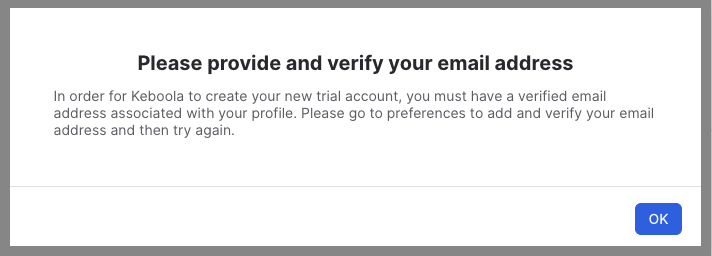 Please provide and verify your email address
In order for Keboola to create your new trial account, you must have a verified email
address associated with your profile. Please go to preferences to add and verify your email
address and then try again.
OK